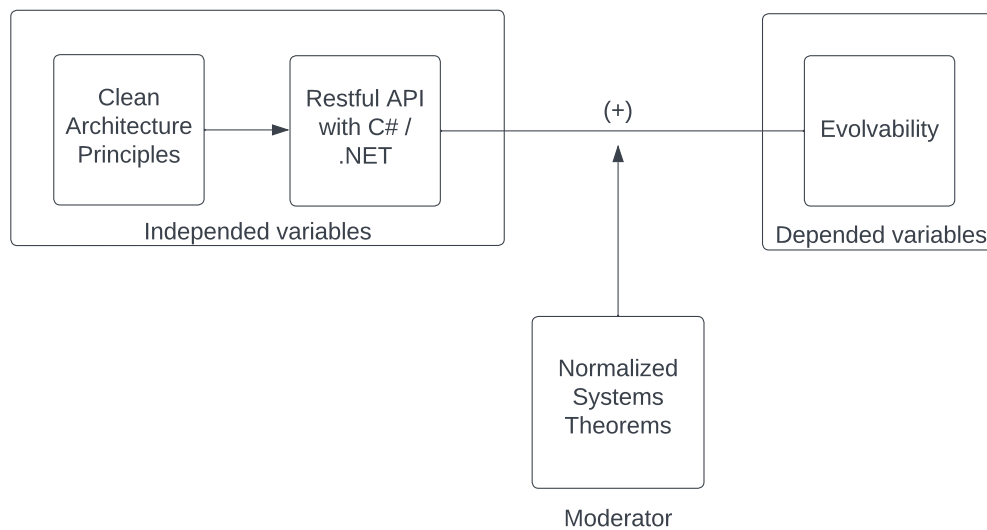 Clean
Architecture
Principles
Restful API
with C# /
.NET
Independed variables
(+)
Evolvability
Depended variables
Normalized
Systems
Theorems
Moderator